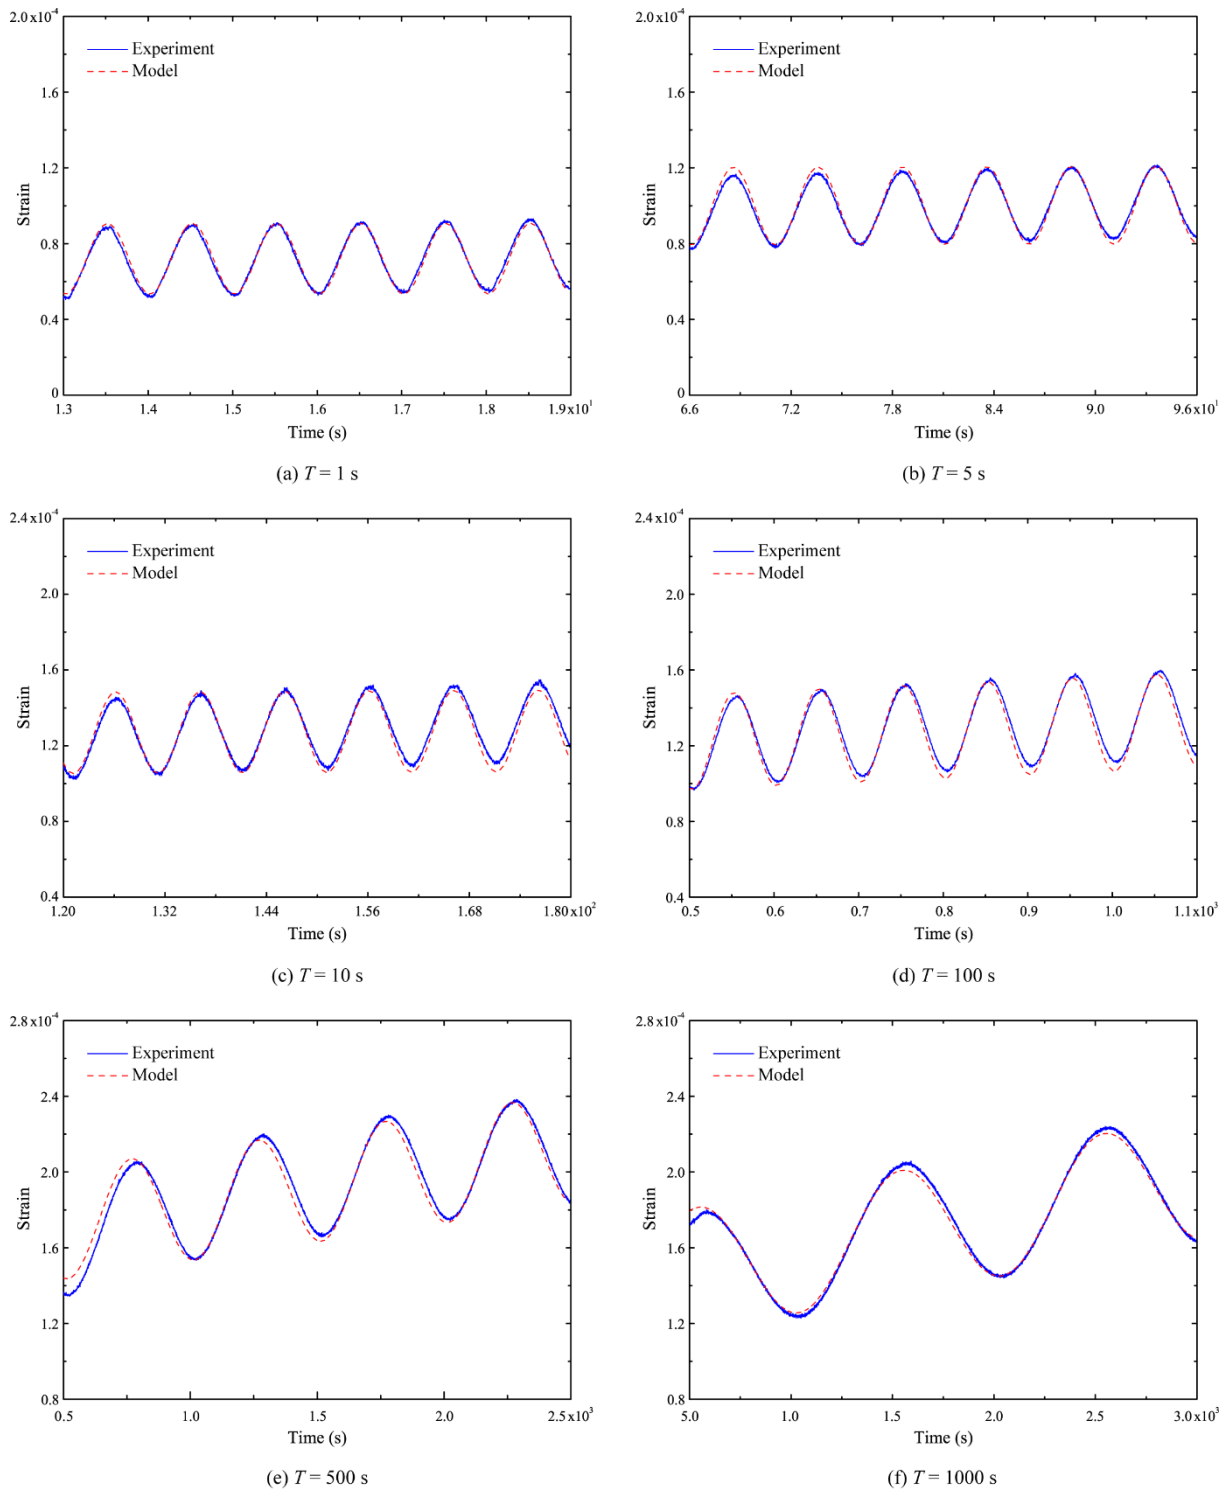 2.0x10⁻⁴
Experiment
Model
1.6
1.2
Strain
0.8
0.4
0
1.3 1.4 1.5 1.6 1.7 1.8 1.9x10¹
Time (s)
(a) T = 1 s
2.0x10⁻⁴
Experiment
Model
1.6
1.2
Strain
0.8
0.4
0
6.6 7.2 7.8 8.4 9.0 9.6x10¹
Time (s)
(b) T = 5 s
2.4x10⁻⁴
Experiment
Model
2.0
1.6
Strain
1.2
0.8
0.4
1.20 1.32 1.44 1.56 1.68 1.80x10²
Time (s)
(c) T = 10 s
2.4x10⁻⁴
Experiment
Model
2.0
1.6
Strain
1.2
0.8
0.4
0.5 0.6 0.7 0.8 0.9 1.0 1.1x10³
Time (s)
(d) T = 100 s
2.8x10⁻⁴
Experiment
Model
2.4
2.0
Strain
1.6
1.2
0.8
0.5 1.0 1.5 2.0 2.5x10³
Time (s)
(e) T = 500 s
2.8x10⁻⁴
Experiment
Model
2.4
2.0
Strain
1.6
1.2
0.8
5.0 1.0 1.5 2.0 2.5 3.0x10³
Time (s)
(f) T = 1000 s